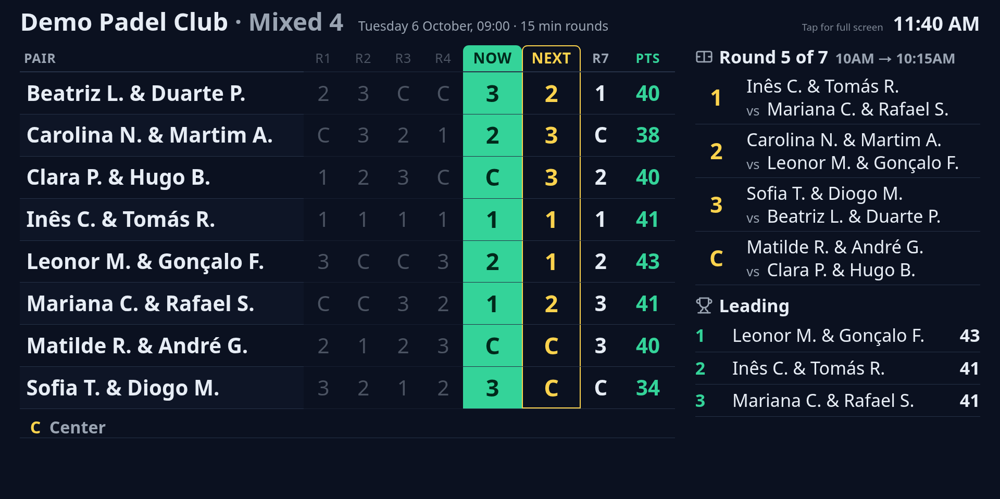 Demo Padel Club · Mixed 4 Tuesday 6 October, 09:00 · 15 min rounds Tap for full screen 11:40 AM
PAIR R1 R2 R3 R4 NOW NEXT R7 PTS
Beatriz L. & Duarte P. 2 3 C C 3 2 1 40
Carolina N. & Martim A. C 3 2 1 2 3 C 38
Clara P. & Hugo B. 1 2 3 C C 3 2 40
Inês C. & Tomás R. 1 1 1 1 1 1 1 41
Leonor M. & Gonçalo F. 3 C C 3 2 1 2 43
Mariana C. & Rafael S. C C 3 2 1 2 3 41
Matilde R. & André G. 2 1 2 3 C C 3 40
Sofia T. & Diogo M. 3 2 1 2 3 C C 34
C Center
Round 5 of 7 10AM → 10:15AM
1 Inês C. & Tomás R.
vs Mariana C. & Rafael S.
2 Carolina N. & Martim A.
vs Leonor M. & Gonçalo F.
3 Sofia T. & Diogo M.
vs Beatriz L. & Duarte P.
C Matilde R. & André G.
vs Clara P. & Hugo B.
Leading
1 Leonor M. & Gonçalo F. 43
2 Inês C. & Tomás R. 41
3 Mariana C. & Rafael S. 41